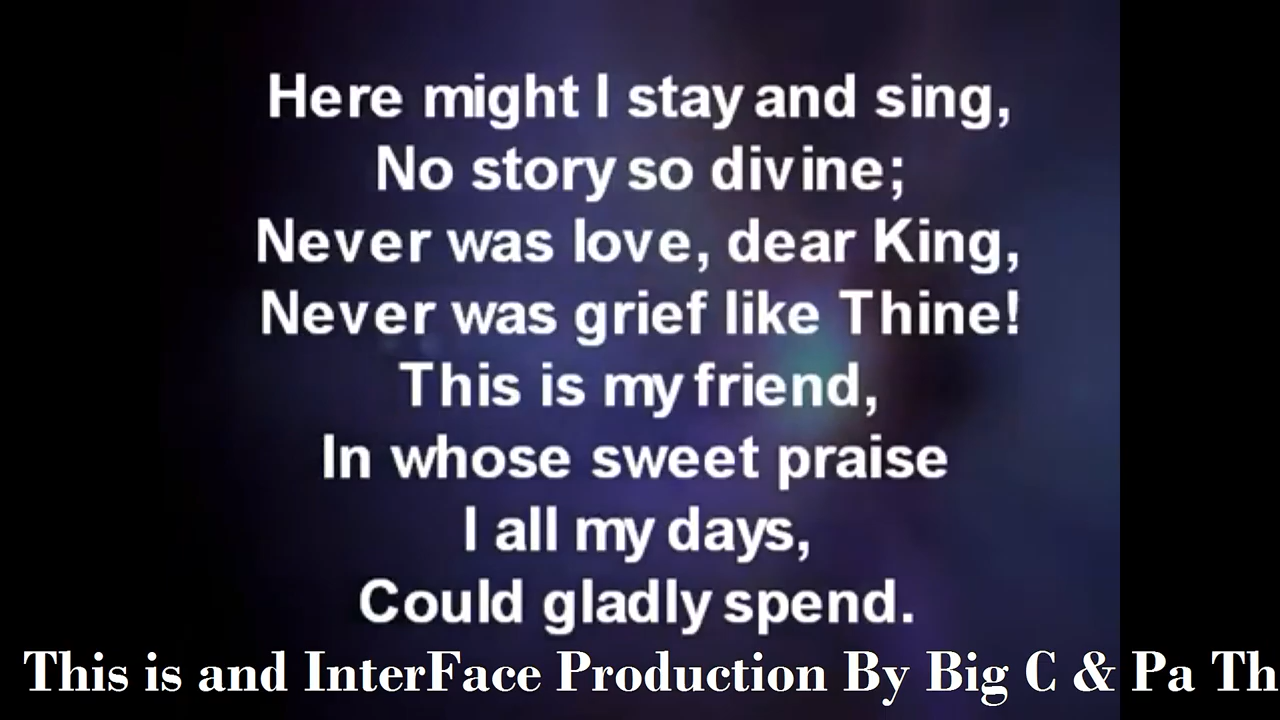 Here might I stay and sing,
No story so divine;
Never was love, dear King,
Never was grief like Thine!
This is my friend,
In whose sweet praise
I all my days,
Could gladly spend.
This is and InterFace Production By Big C & Pa Th